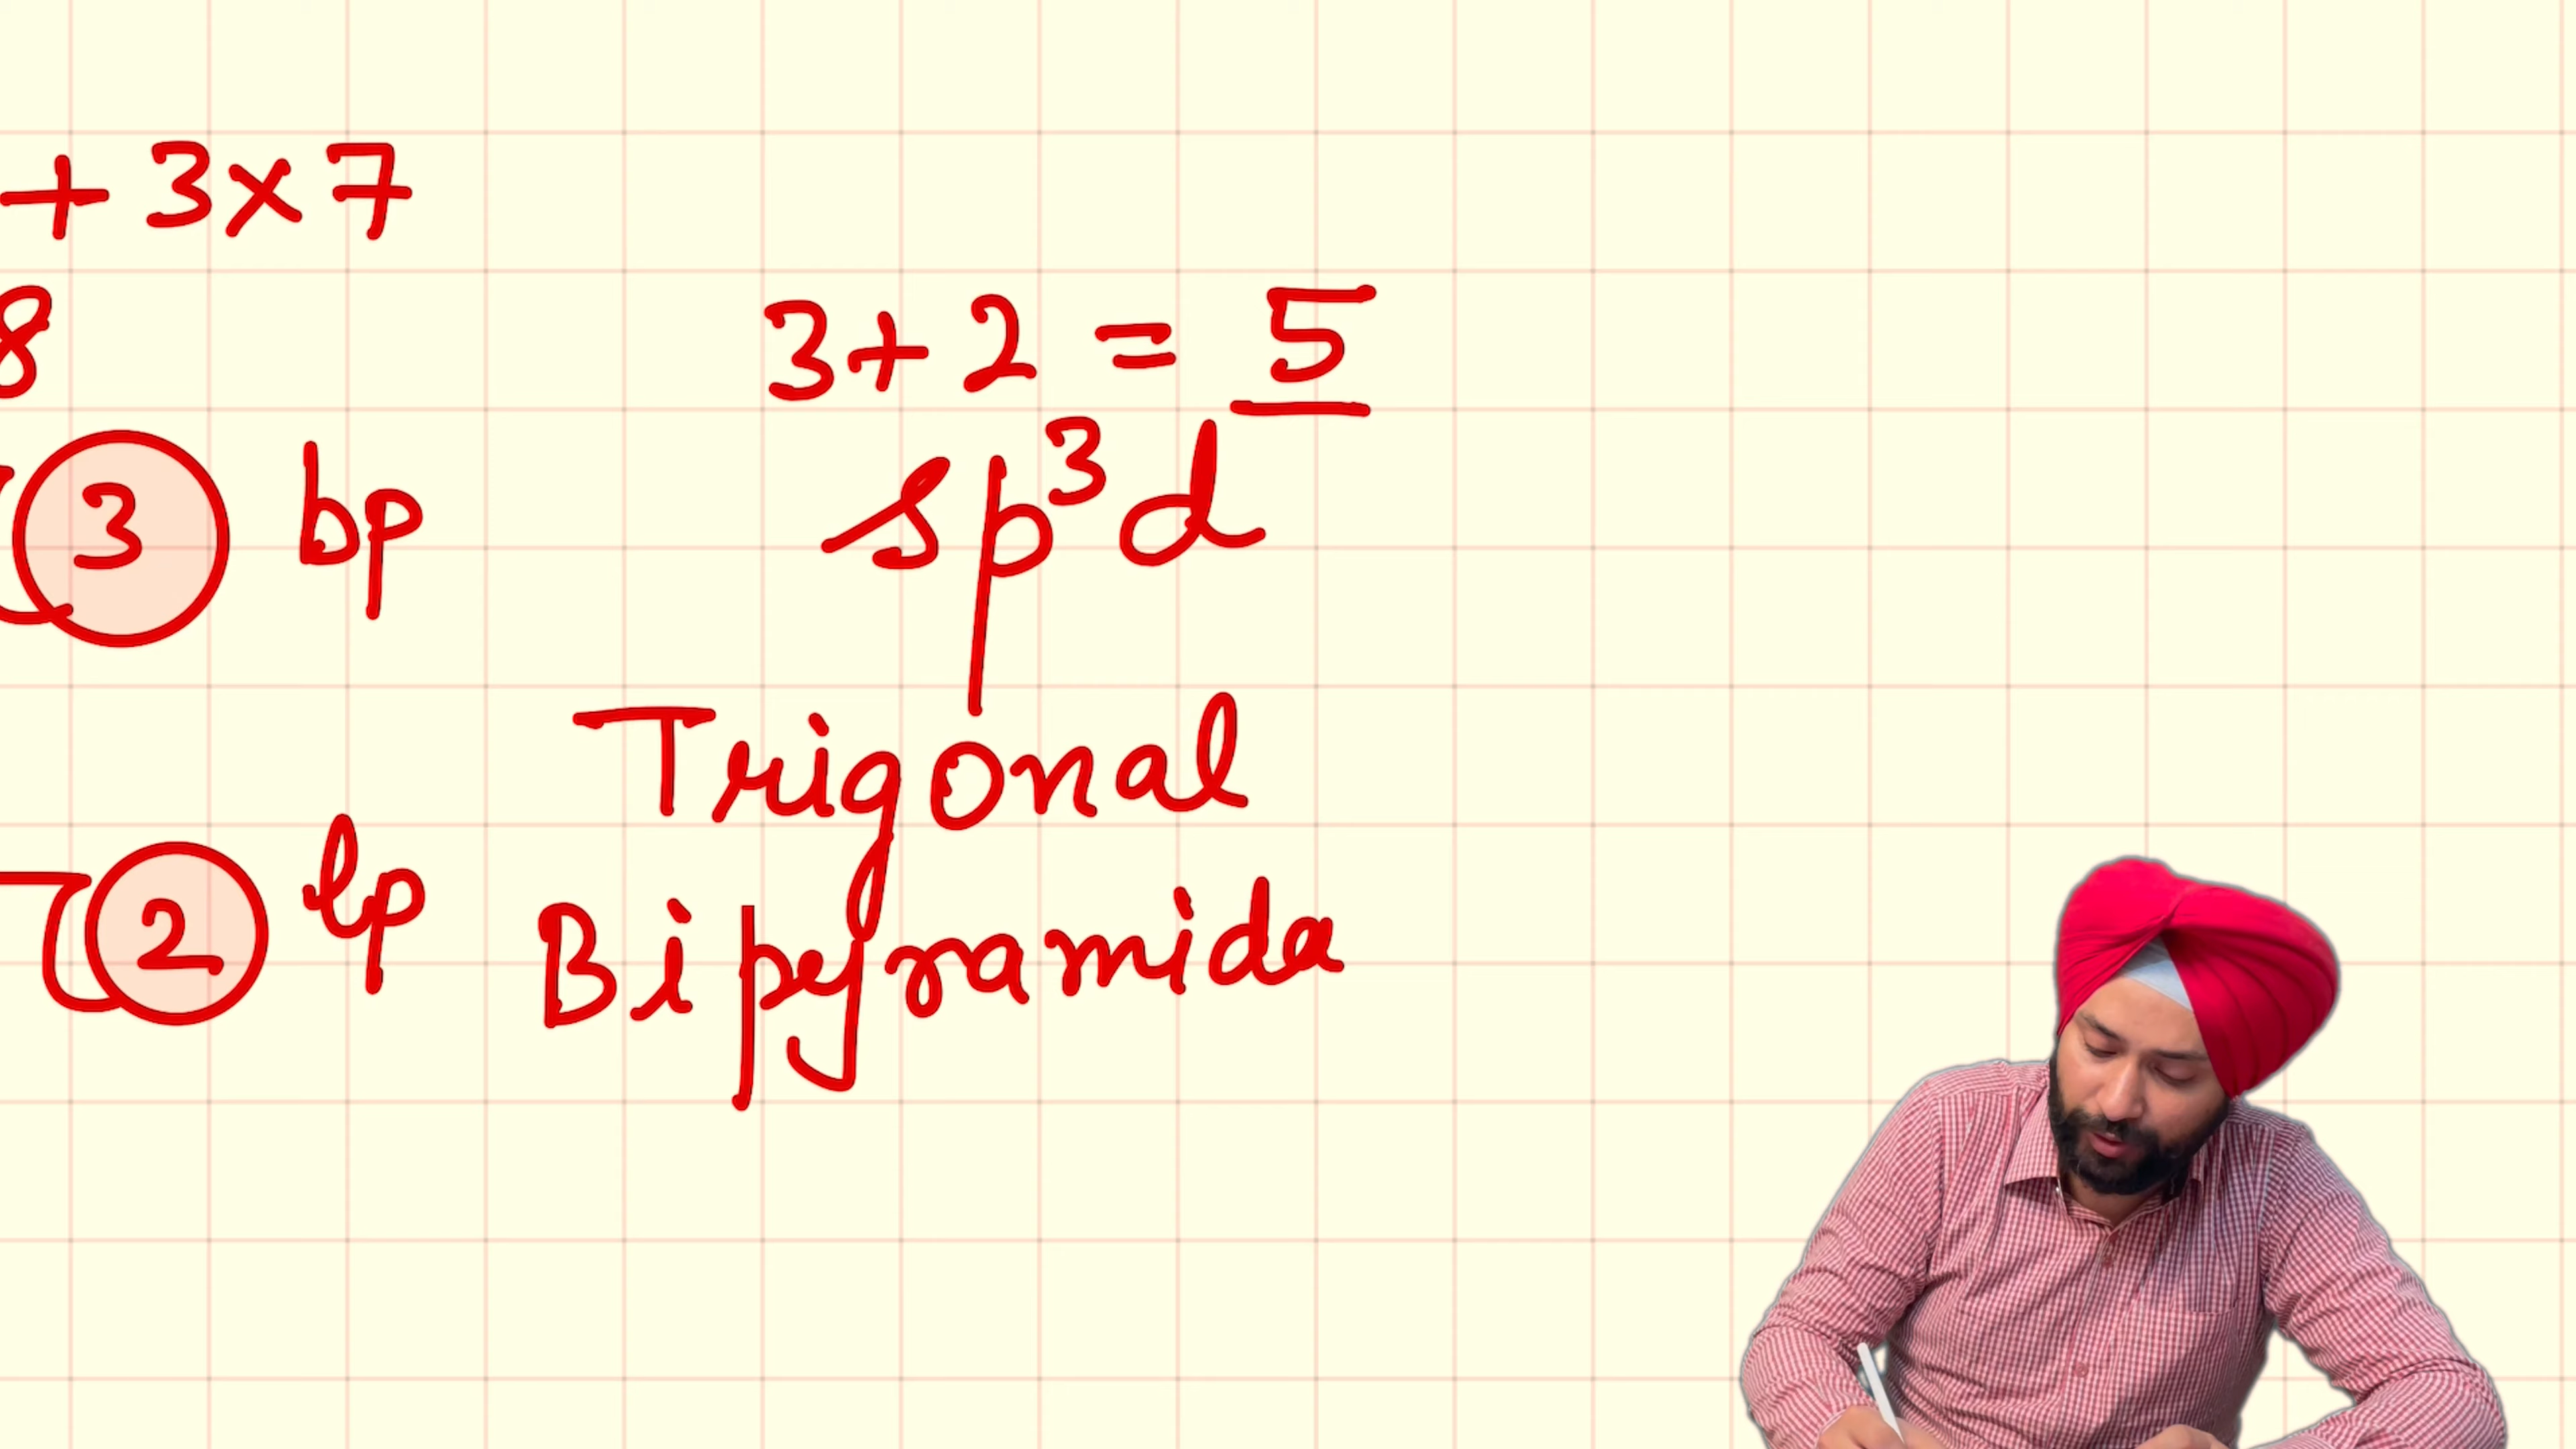 + 3×7
8
3+2 = 5
3 bp
sp³d
Trigonal
2 lp
Bipyramida